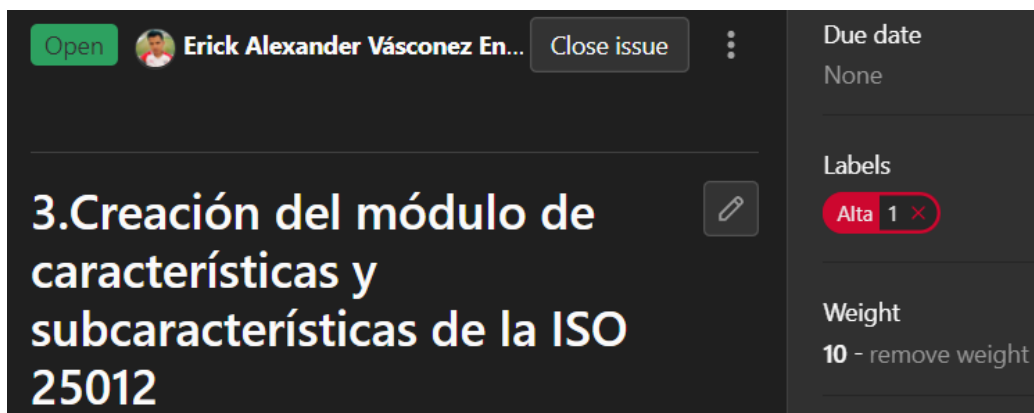 Open
Erick Alexander Vásconez En...
Close issue
3.Creación del módulo de
características y
subcaracterísticas de la ISO
25012
Due date
None
Labels
Alta 1 ×
Weight
10 - remove weight